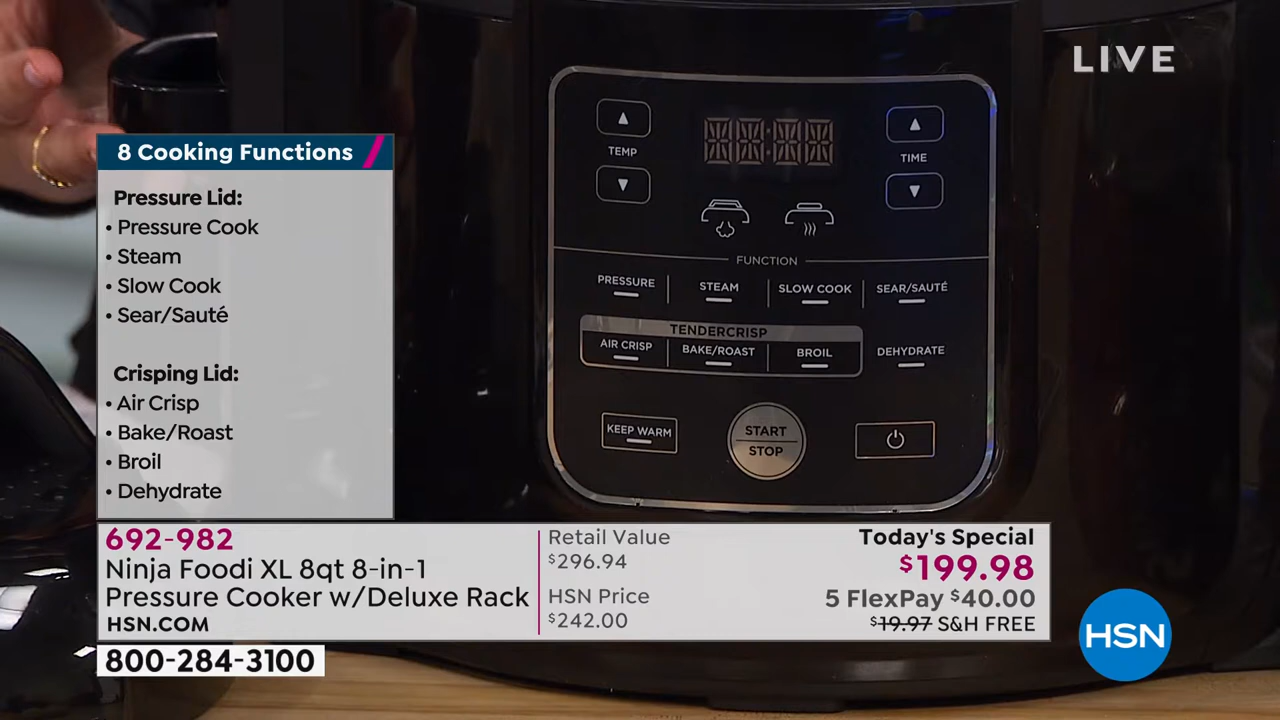 LIVE
8 Cooking Functions
Pressure Lid:
• Pressure Cook
• Steam
• Slow Cook
• Sear/Sauté
Crisping Lid:
• Air Crisp
• Bake/Roast
• Broil
• Dehydrate
TEMP
TIME
FUNCTION
PRESSURE STEAM SLOW COOK SEAR/SAUTÉ
TENDERCRISP
AIR CRISP BAKE/ROAST BROIL DEHYDRATE
KEEP WARM
START
STOP
692-982
Ninja Foodi XL 8qt 8-in-1
Pressure Cooker w/Deluxe Rack
HSN.COM
Retail Value
$296.94
HSN Price
$242.00
Today's Special
$199.98
5 FlexPay $40.00
$19.97 S&H FREE
800-284-3100
HSN